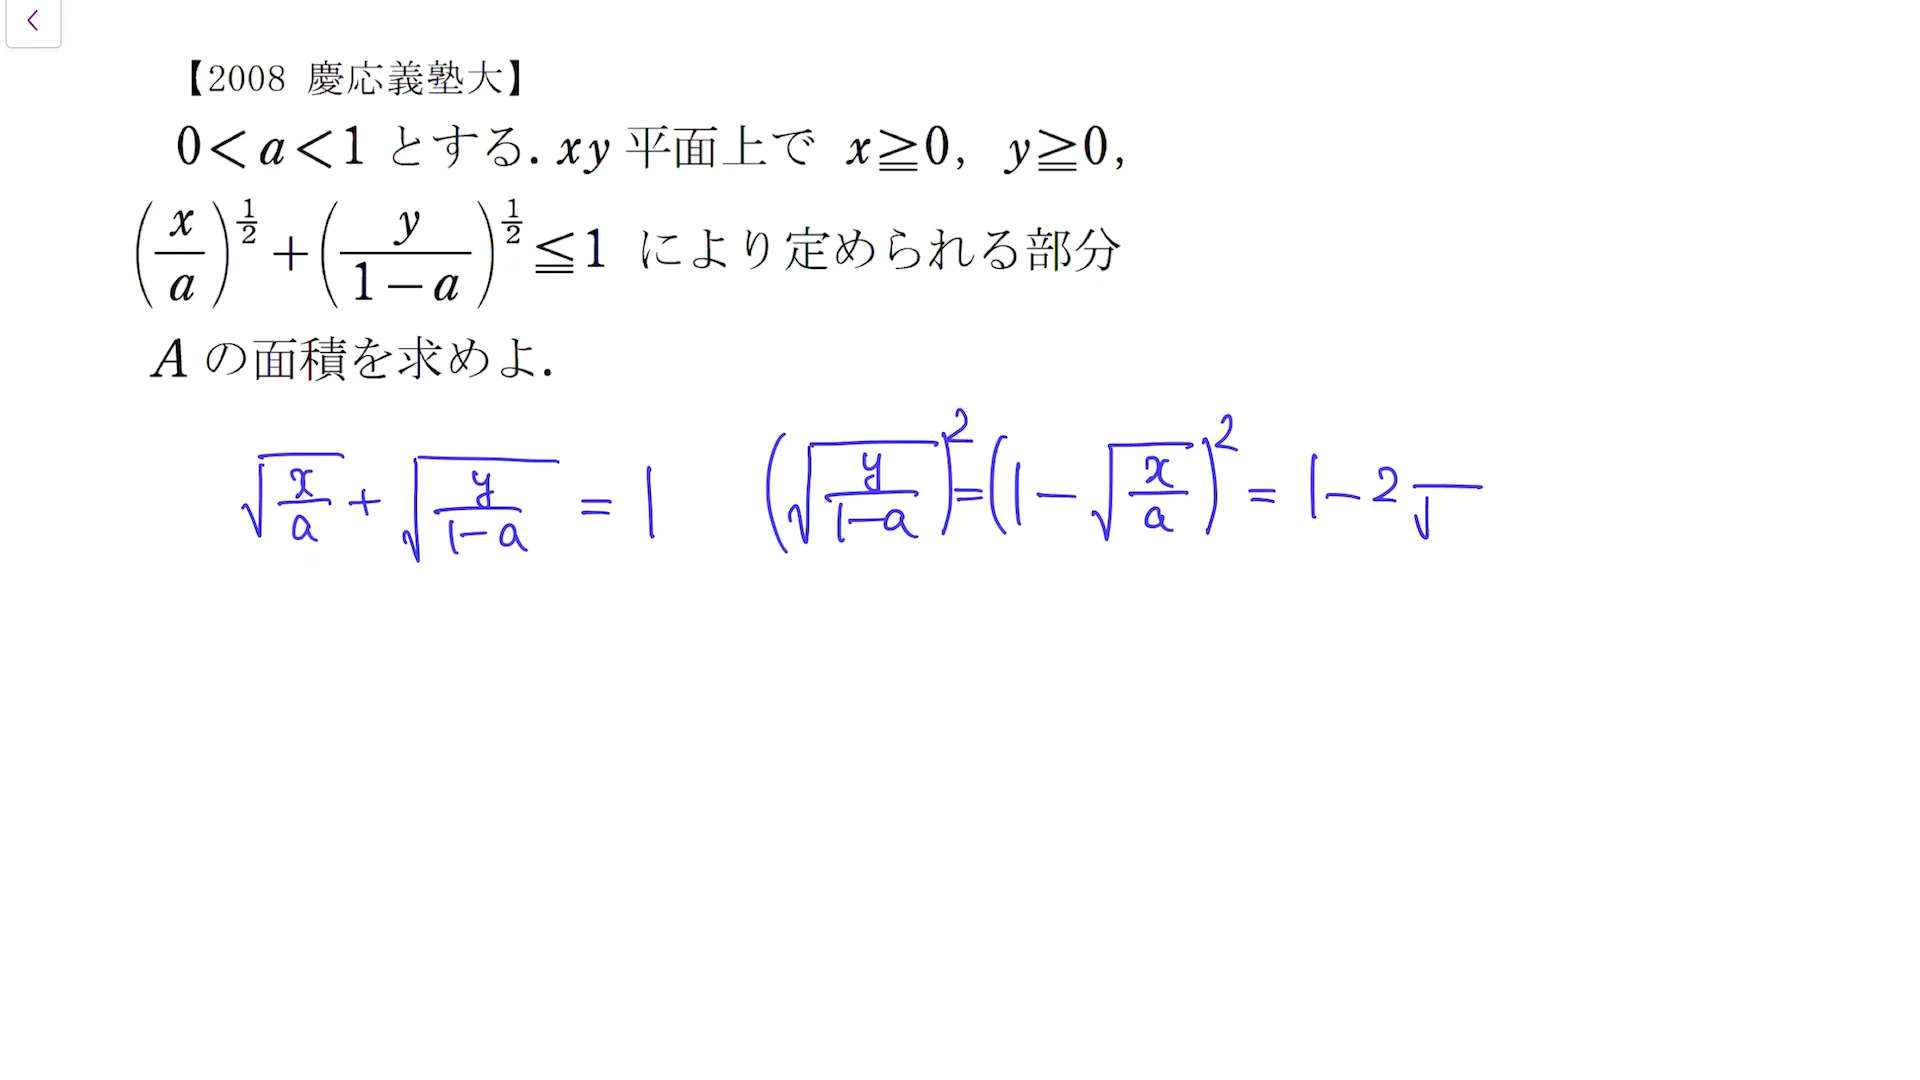 【2008 慶応義塾大】
0<a<1 とする. xy 平面上で x≧0, y≧0,
(x/a)^{1/2}+(y/(1−a))^{1/2}≦1 により定められる部分
A の面積を求めよ.
√(x/a) + √(y/(1−a)) = 1  (√(y/(1−a)))^2 = (1−√(x/a))^2 = 1−2√